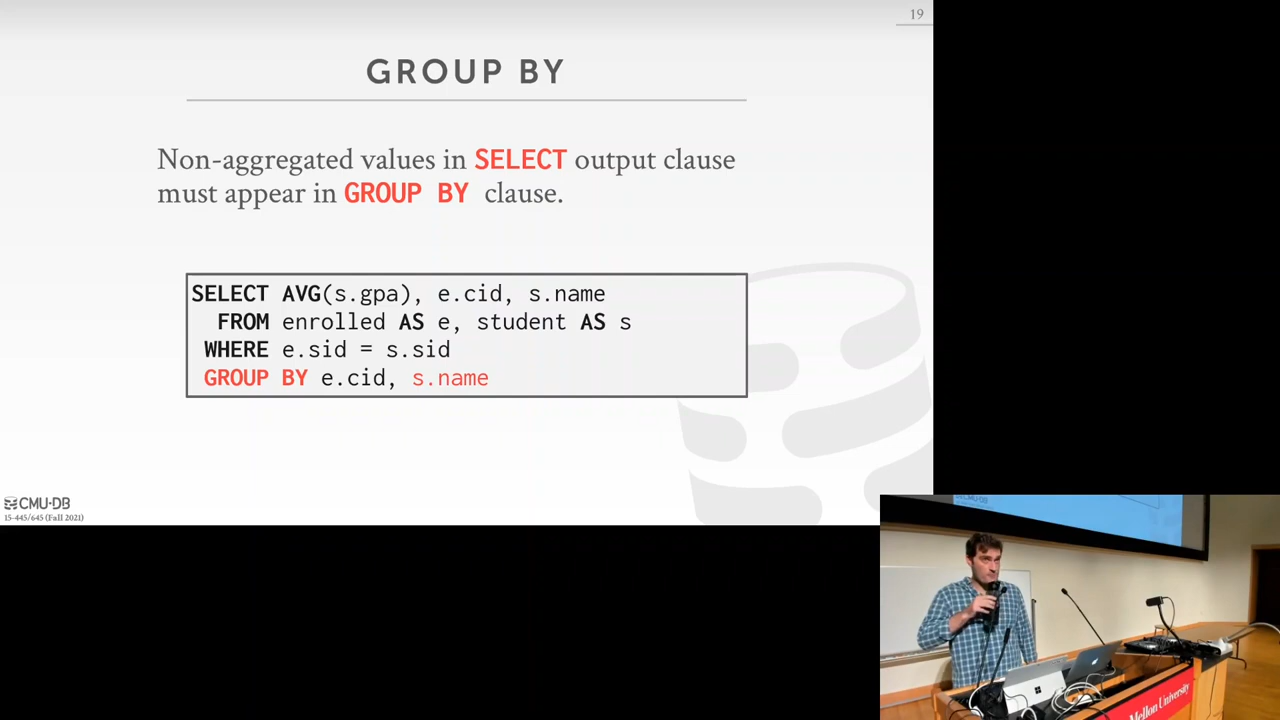 19
GROUP BY
Non-aggregated values in SELECT output clause
must appear in GROUP BY clause.
SELECT AVG(s.gpa), e.cid, s.name
FROM enrolled AS e, student AS s
WHERE e.sid = s.sid
GROUP BY e.cid, s.name
CMU·DB
15-445/645 (Fall 2021)
Mellon University